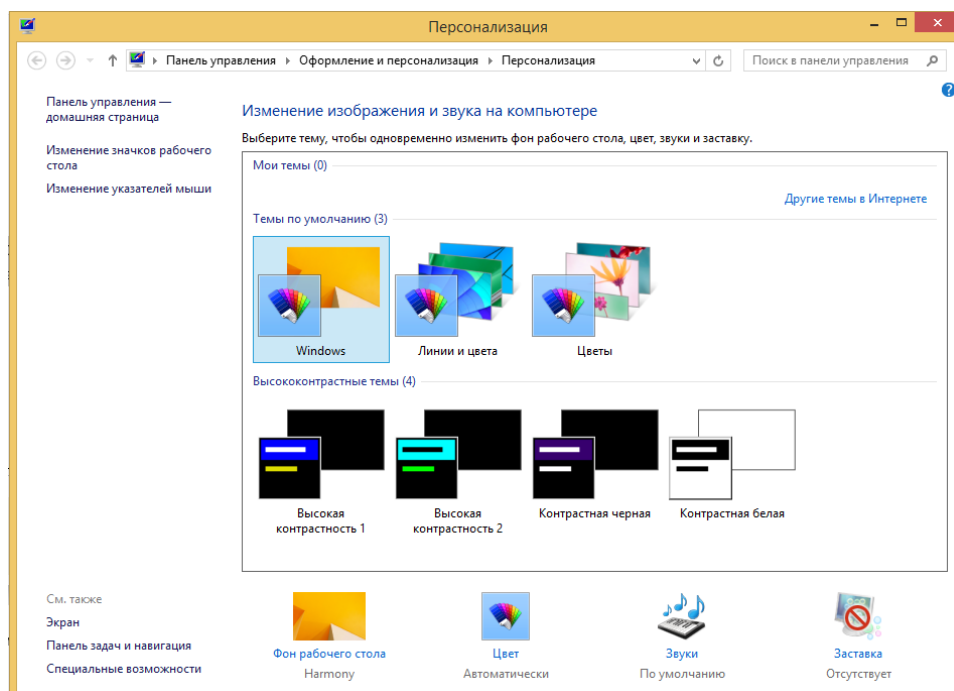 Персонализация
Панель управления
Оформление и персонализация
Персонализация
Поиск в панели управления
Панель управления —
домашняя страница
Изменение значков рабочего
стола
Изменение указателей мыши
Изменение изображения и звука на компьютере
Выберите тему, чтобы одновременно изменить фон рабочего стола, цвет, звуки и заставку.
Мои темы (0)
Другие темы в Интернете
Темы по умолчанию (3)
Windows
Линии и цвета
Цветы
Высококонтрастные темы (4)
Высокая
контрастность 1
Высокая
контрастность 2
Контрастная черная
Контрастная белая
См. также
Экран
Панель задач и навигация
Специальные возможности
Фон рабочего стола
Harmony
Цвет
Автоматически
Звуки
По умолчанию
Заставка
Отсутствует